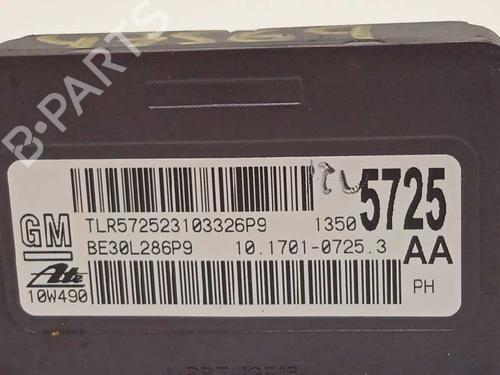 B-PARTS
TLR572523103326P9
1350 5725
GM
BE30L286P9
10.1701-0725.3
AA
Ate
10W490
PH